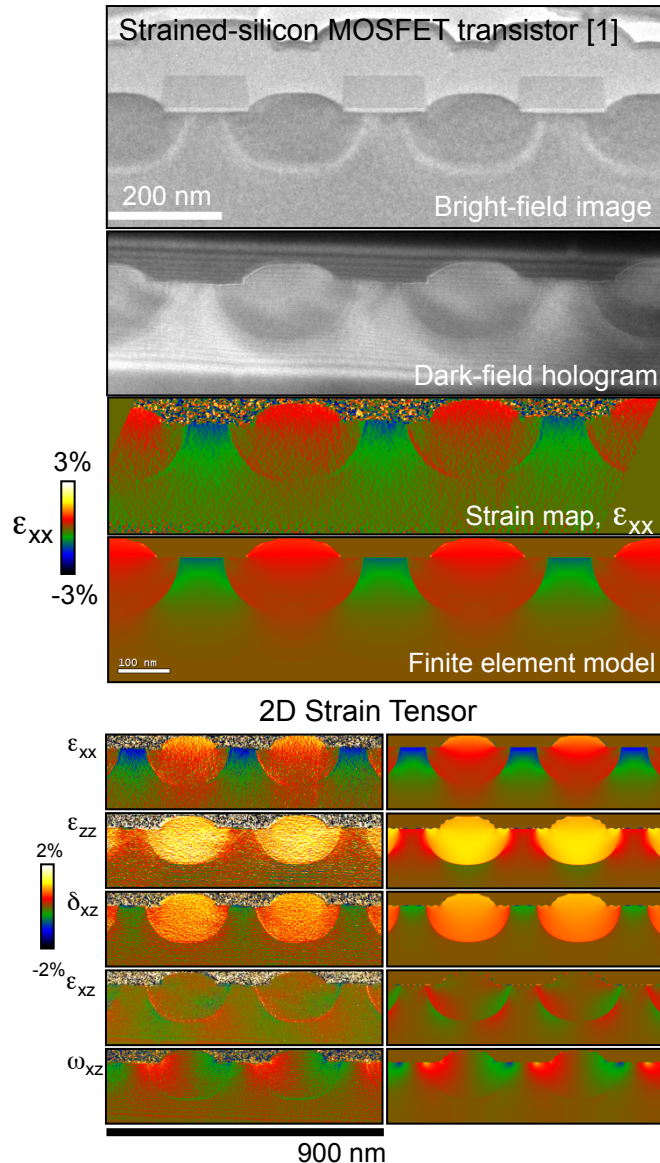 Strained-silicon MOSFET transistor [1]
200 nm
Bright-field image
Dark-field hologram
3%
εxx
-3%
Strain map, εxx
100 nm
Finite element model
2D Strain Tensor
εxx
εzz
2%
δxz
-2%
εxz
ωxz
900 nm